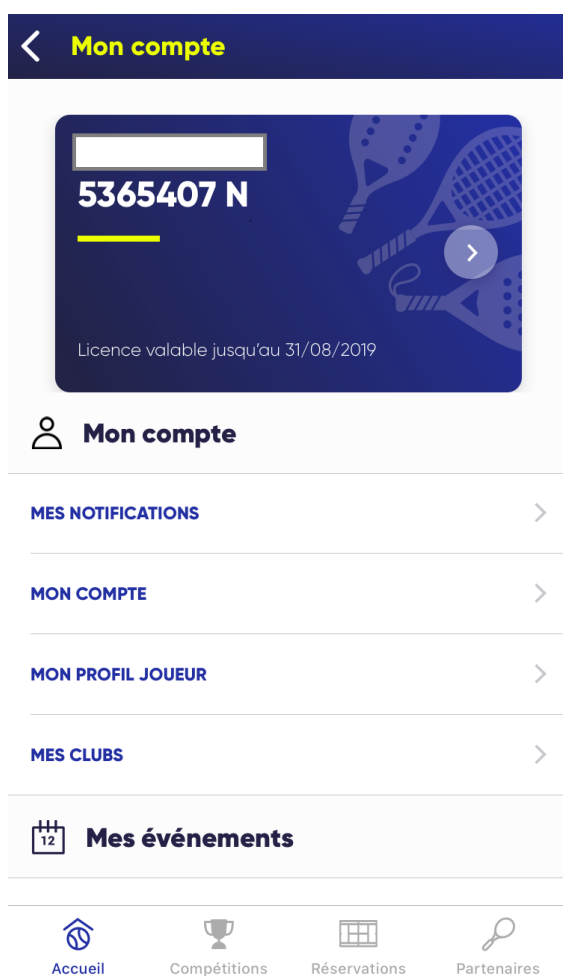 Mon compte
5365407 N
Licence valable jusqu'au 31/08/2019
Mon compte
MES NOTIFICATIONS
MON COMPTE
MON PROFIL JOUEUR
MES CLUBS
12
Mes événements
Accueil
Compétitions
Réservations
Partenaires